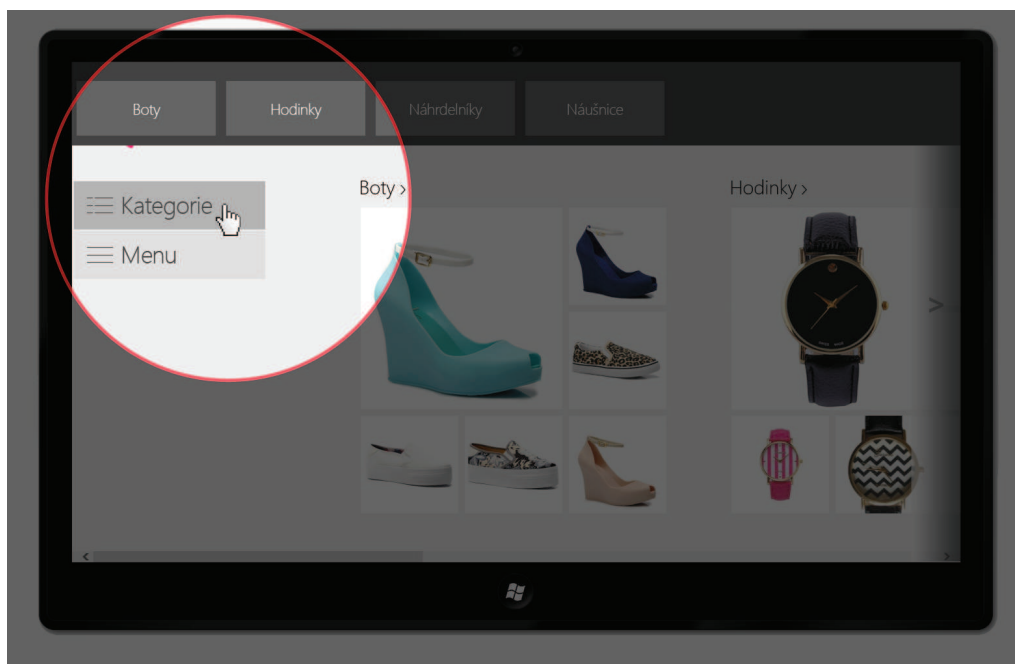 Boty
Hodinky
Náhrdelníky
Náušnice
Kategorie
Menu
Boty ›
Hodinky ›
>